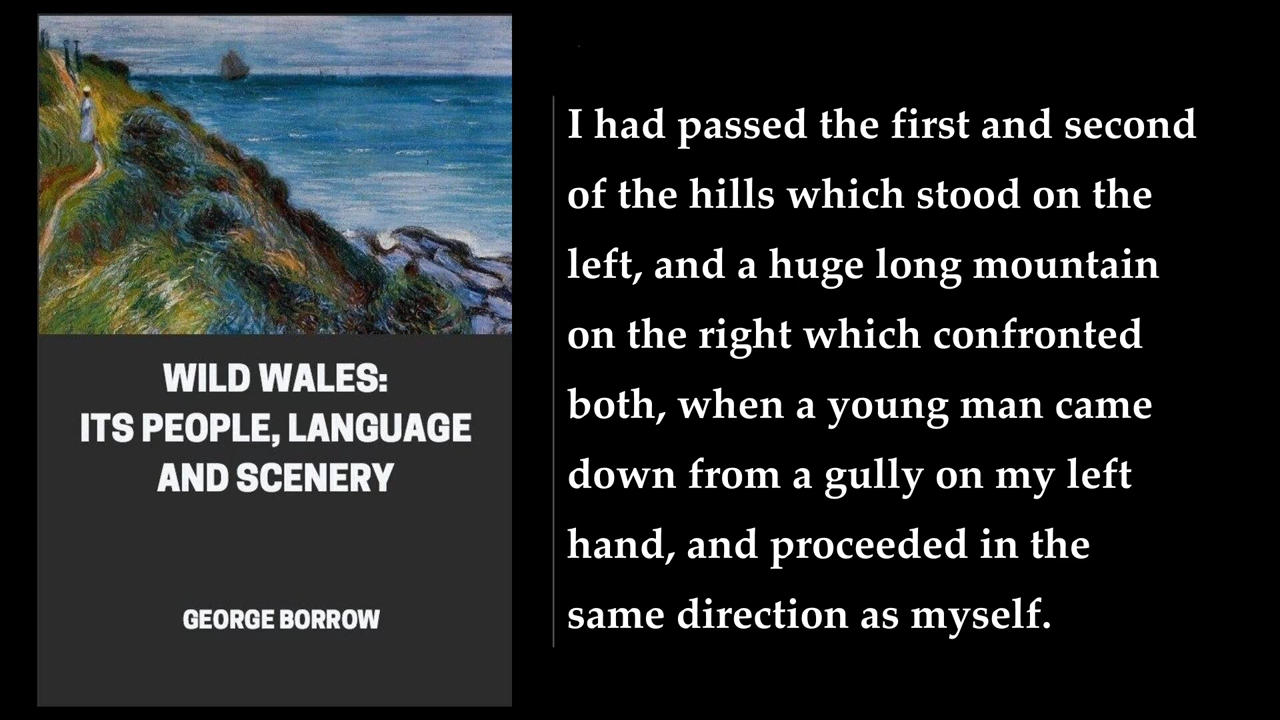 WILD WALES:
ITS PEOPLE, LANGUAGE
AND SCENERY
GEORGE BORROW
I had passed the first and second
of the hills which stood on the
left, and a huge long mountain
on the right which confronted
both, when a young man came
down from a gully on my left
hand, and proceeded in the
same direction as myself.